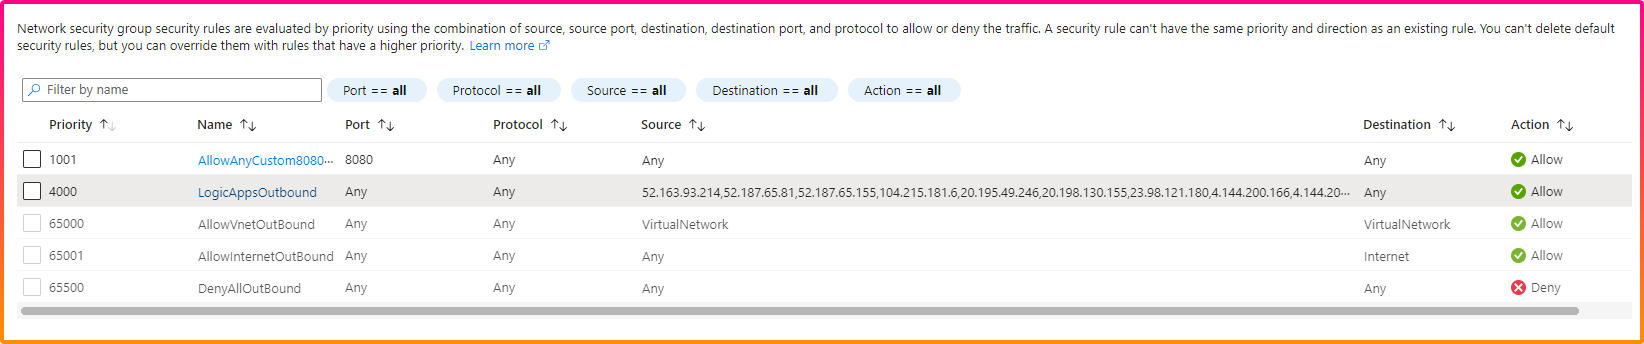 Network security group security rules are evaluated by priority using the combination of source, source port, destination, destination port, and protocol to allow or deny the traffic. A security rule can't have the same priority and direction as an existing rule. You can't delete default
security rules, but you can override them with rules that have a higher priority. Learn more
Filter by name Port == all Protocol == all Source == all Destination == all Action == all
Priority Name Port Protocol Source Destination Action
1001 AllowAnyCustom8080... 8080 Any Any Any Allow
4000 LogicAppsOutbound Any Any 52.163.93.214,52.187.65.81,52.187.65.155,104.215.181.6,20.195.49.246,20.198.130.155,23.98.121.180,4.144.200.166,4.144.20... Any Allow
65000 AllowVnetOutBound Any Any VirtualNetwork VirtualNetwork Allow
65001 AllowInternetOutBound Any Any Any Internet Allow
65500 DenyAllOutBound Any Any Any Any Deny